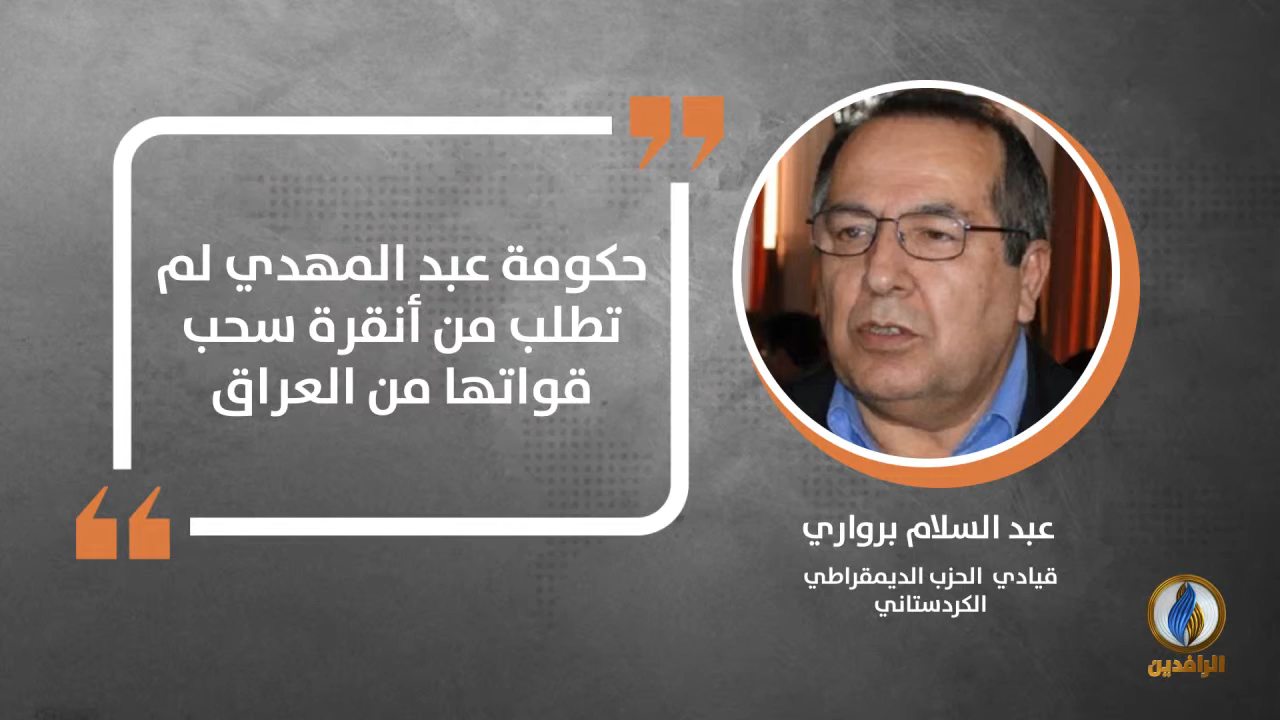 حكومة عبد المهدي لم
تطلب من أنقرة سحب
قواتها من العراق
عبد السلام برواري
قيادي الحزب الديمقراطي
الكردستاني
الرافدين